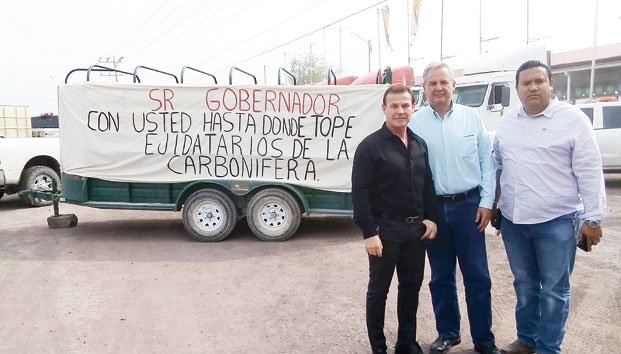 SR GOBERNADOR
CON USTED HASTA DONDE TOPE
EJIDATARIOS DE LA
CARBONIFERA.